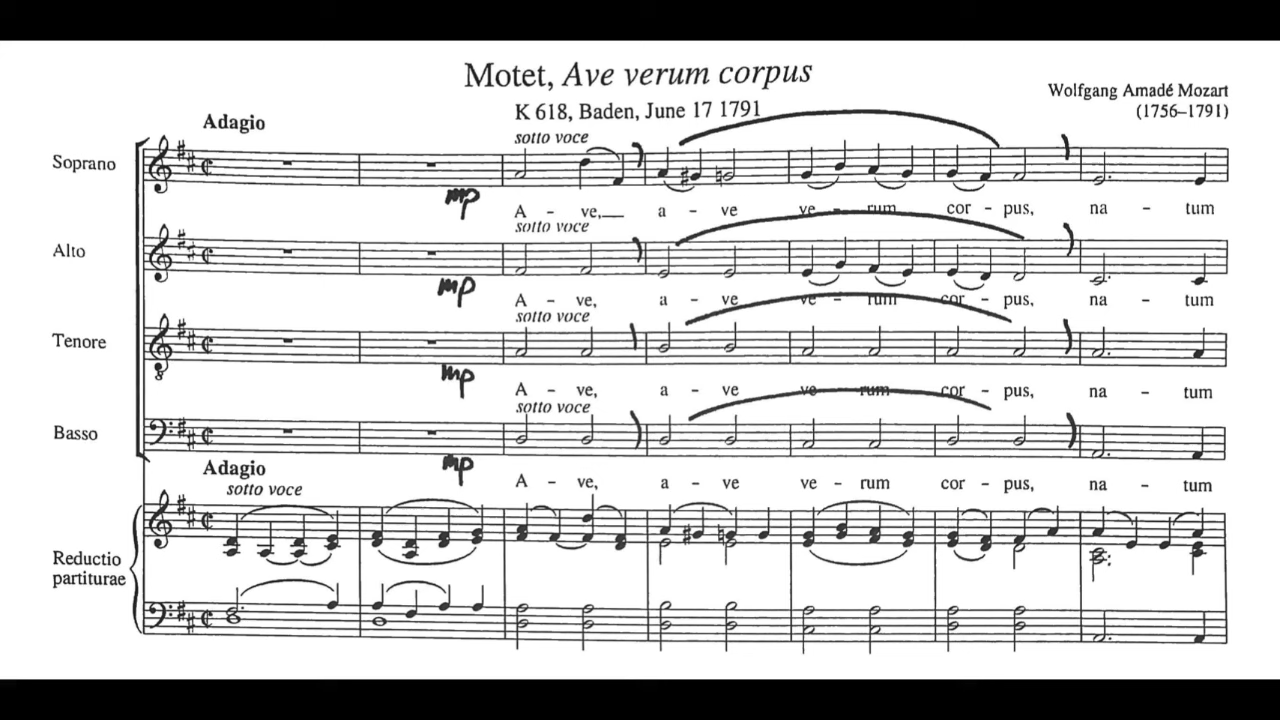 Motet, Ave verum corpus
K 618, Baden, June 17 1791
Wolfgang Amadé Mozart
(1756–1791)
Adagio
sotto voce
Soprano
mp
A - ve, a - ve ve - rum cor - pus, na - tum
sotto voce
Alto
mp
A - ve, a - ve ve - rum cor - pus, na - tum
sotto voce
Tenore
mp
A - ve, a - ve ve - rum cor - pus, na - tum
sotto voce
Basso
mp
A - ve, a - ve ve - rum cor - pus, na - tum
Adagio
sotto voce
Reductio
partiturae